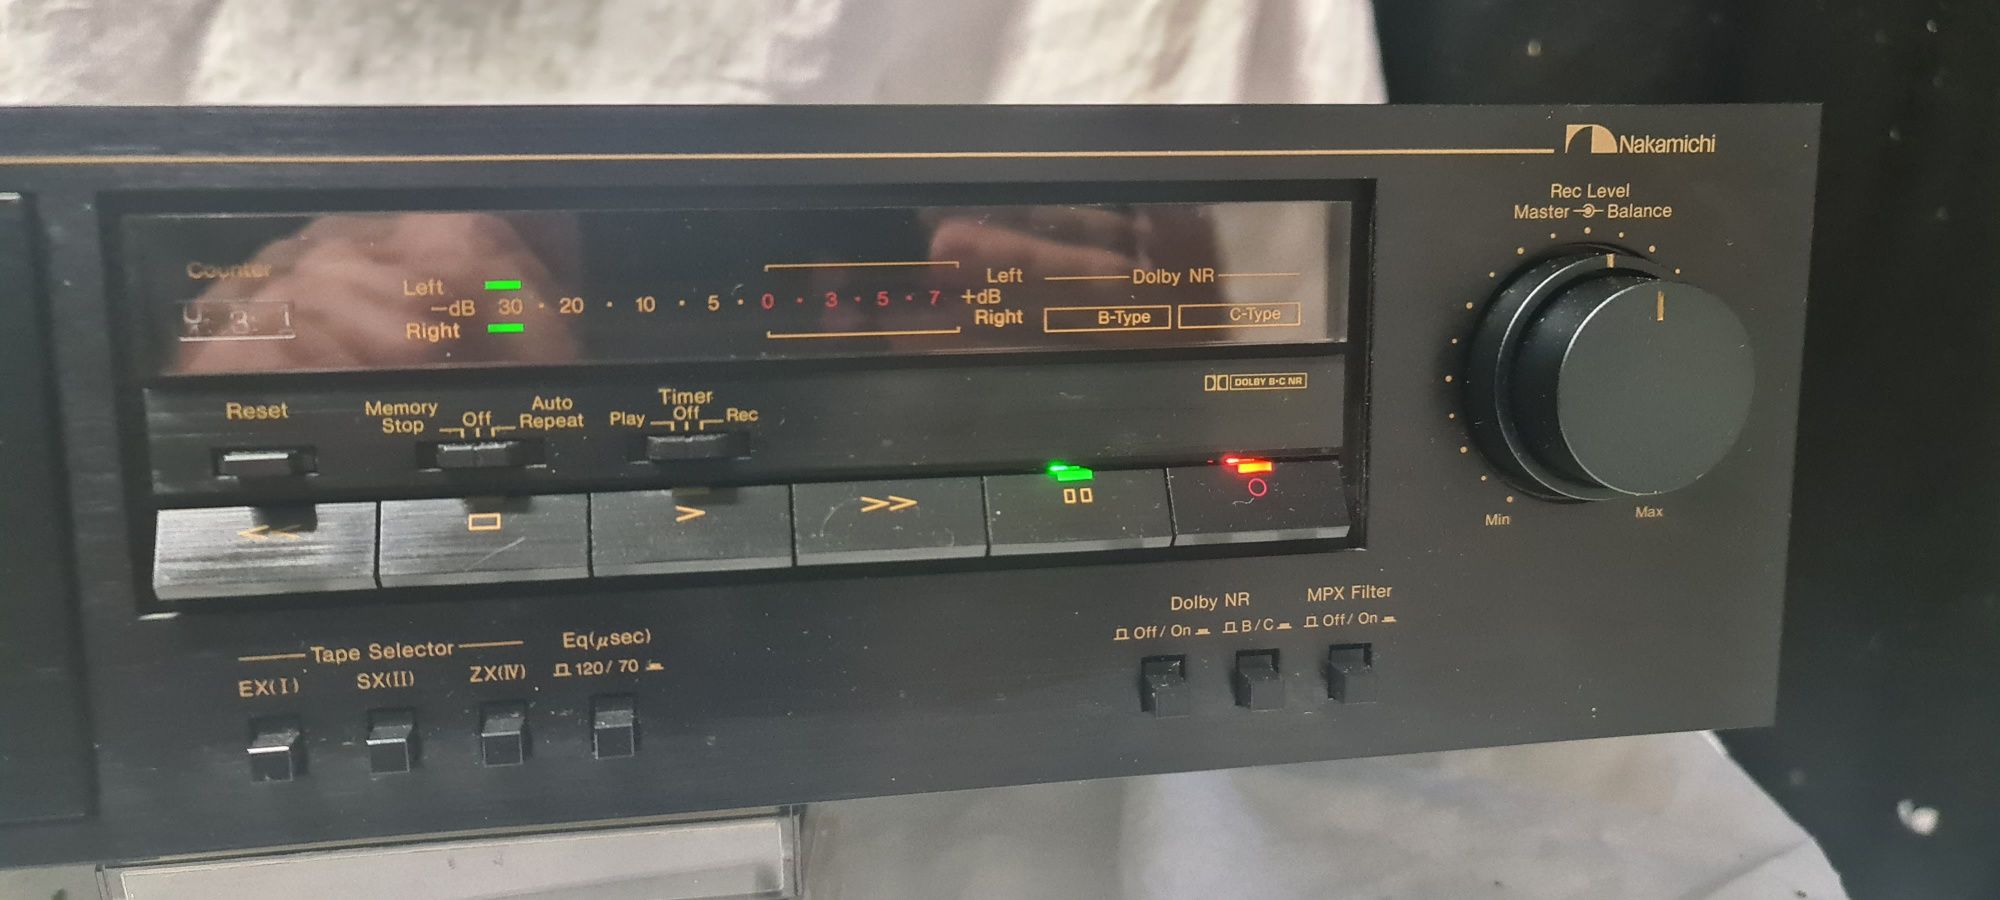 Nakamichi
Rec Level
Master Balance
Counter
Left
-dB 30 · 20 · 10 · 5 · 0 · 3 · 5 · 7 +dB
Right
Left
Right
Dolby NR
B-Type C-Type
DOLBY B·C NR
Reset
Memory Stop Off Auto Repeat
Timer
Play Off Rec
<< > >>
Min Max
Tape Selector
EX(I) SX(II) ZX(IV)
Eq(μsec)
120/70
Dolby NR
Off/On B/C
MPX Filter
Off/On